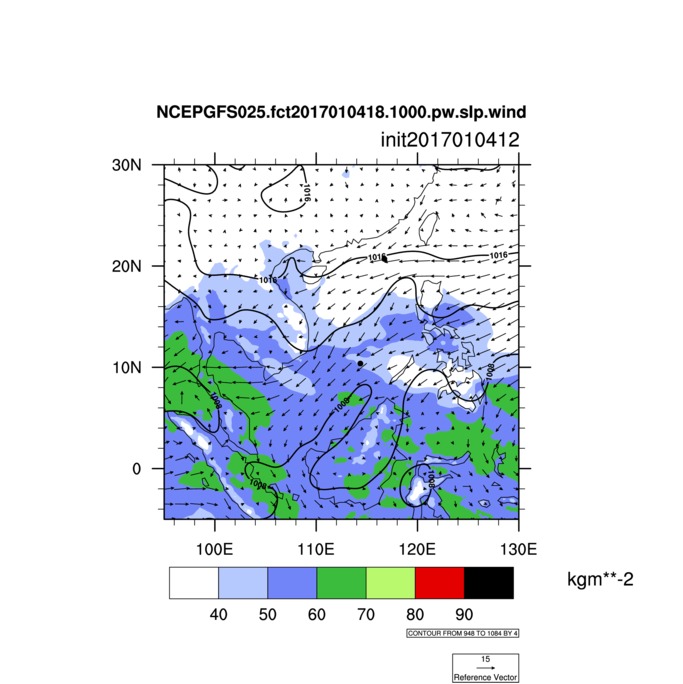 NCEPGFS025.fct2017010418.1000.pw.slp.wind
init2017010412
30N
1016
20N
1016
1016
1016
10N
1008
1008
1008
0
1008
1008
100E
110E
120E
130E
kgm**-2
40 50 60 70 80 90
CONTOUR FROM 948 TO 1084 BY 4
15
Reference Vector